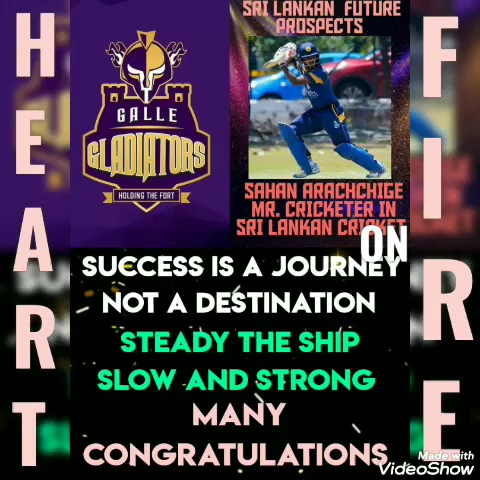 HEART
GALLE
GLADIATORS
HOLDING THE FORT
SRI LANKAN FUTURE
PROSPECTS
SAHAN ARACHCHIGE
MR. CRICKETER IN
SRI LANKAN CRICKET
ON
FIRE
SUCCESS IS A JOURNEY
NOT A DESTINATION
STEADY THE SHIP
SLOW AND STRONG
MANY
CONGRATULATIONS
Made with
VideoShow